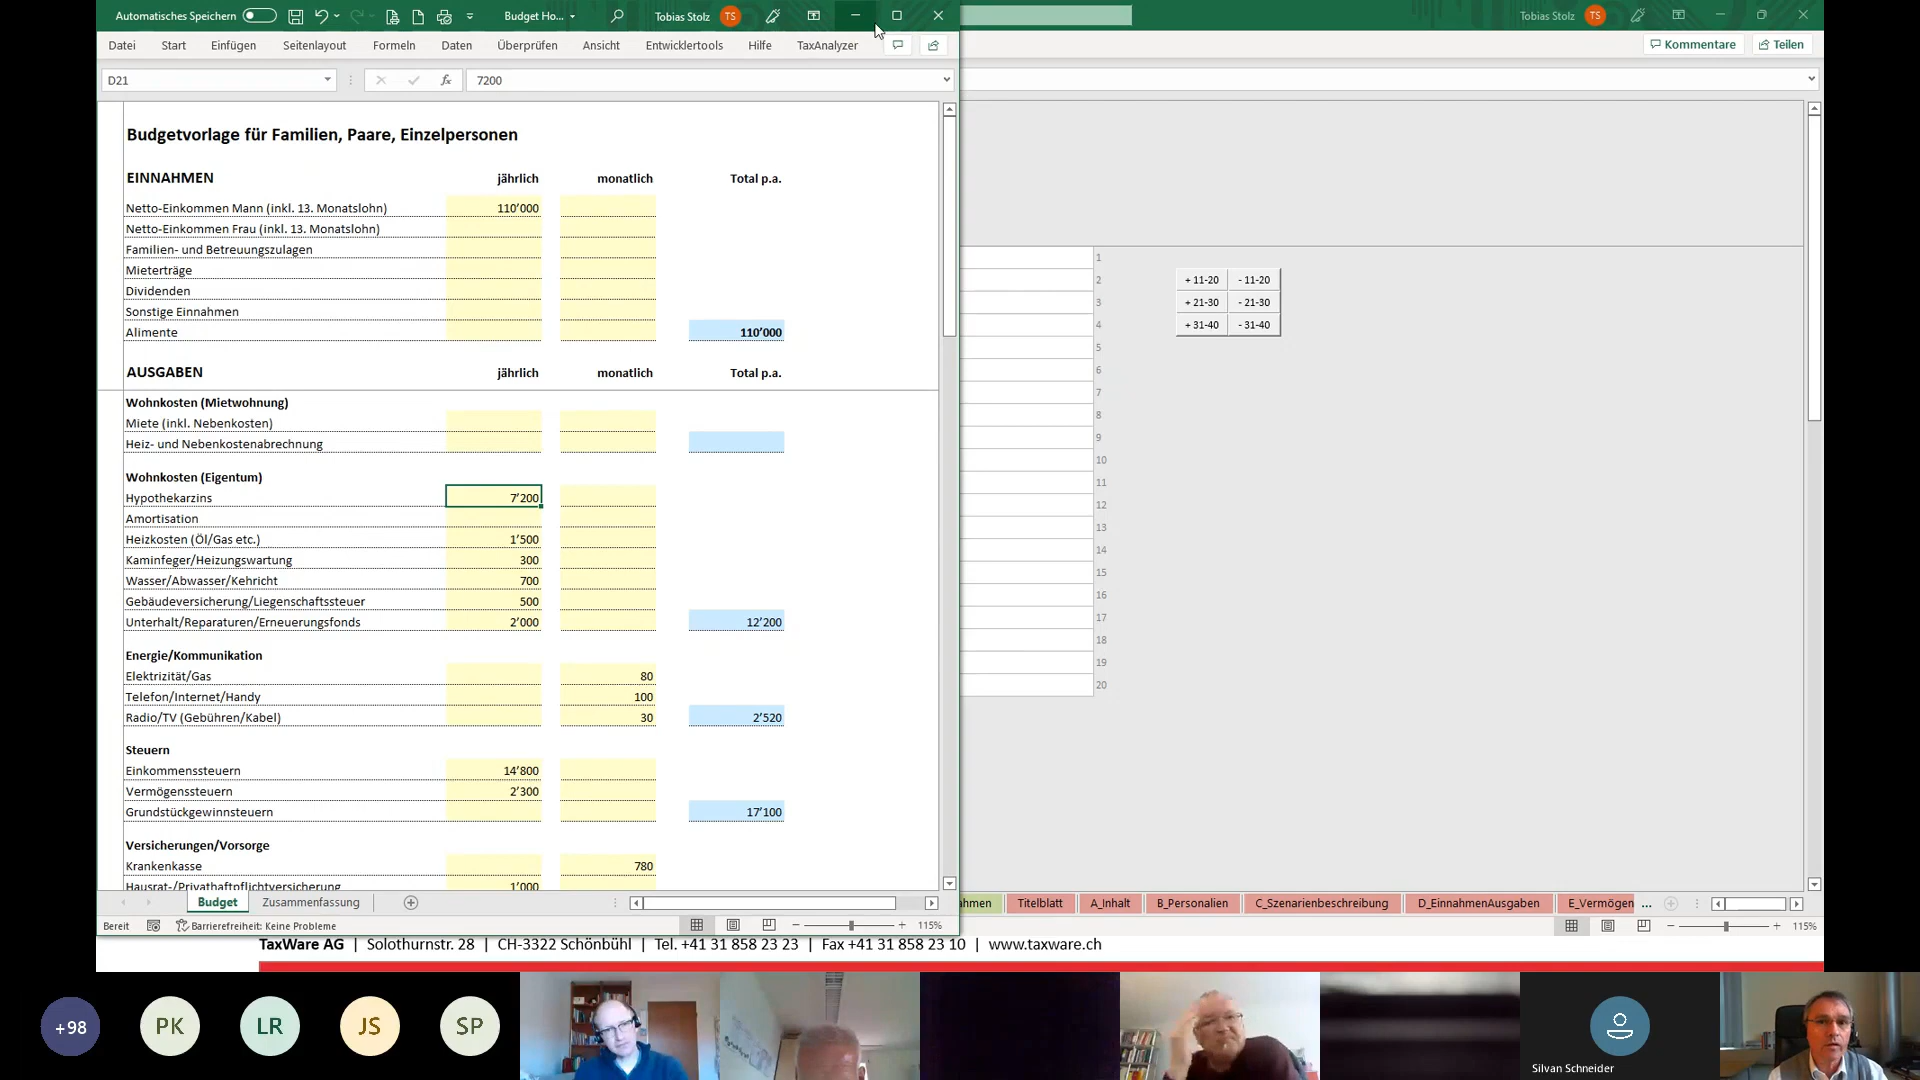 Automatisches Speichern
Budget Ho...
Tobias Stolz
TS
Tobias Stolz
TS
Datei Start Einfügen Seitenlayout Formeln Daten Überprüfen Ansicht Entwicklertools Hilfe TaxAnalyzer
Kommentare Teilen
D21 fx 7200
Budgetvorlage für Familien, Paare, Einzelpersonen
EINNAHMEN jährlich monatlich Total p.a.
Netto-Einkommen Mann (inkl. 13. Monatslohn) 110'000
Netto-Einkommen Frau (inkl. 13. Monatslohn)
Familien- und Betreuungszulagen
Mieterträge
Dividenden
Sonstige Einnahmen
Alimente 110'000
AUSGABEN jährlich monatlich Total p.a.
Wohnkosten (Mietwohnung)
Miete (inkl. Nebenkosten)
Heiz- und Nebenkostenabrechnung
Wohnkosten (Eigentum)
Hypothekarzins 7'200
Amortisation
Heizkosten (Öl/Gas etc.) 1'500
Kaminfeger/Heizungswartung 300
Wasser/Abwasser/Kehricht 700
Gebäudeversicherung/Liegenschaftssteuer 500
Unterhalt/Reparaturen/Erneuerungsfonds 2'000 12'200
Energie/Kommunikation
Elektrizität/Gas 80
Telefon/Internet/Handy 100
Radio/TV (Gebühren/Kabel) 30 2'520
Steuern
Einkommenssteuern 14'800
Vermögenssteuern 2'300
Grundstückgewinnsteuern 17'100
Versicherungen/Vorsorge
Krankenkasse 780
Hausrat-/Privathaftpflichtversicherung 1'000
Budget Zusammenfassung
Bereit Barrierefreiheit: Keine Probleme 115%
1
2
3
4
5
6
7
8
9
10
11
12
13
14
15
16
17
18
19
20
+ 11-20 - 11-20
+ 21-30 - 21-30
+ 31-40 - 31-40
ahmen Titelblatt A_Inhalt B_Personalien C_Szenarienbeschreibung D_EinnahmenAusgaben E_Vermögen ...
115%
TaxWare AG | Solothurnstr. 28 | CH-3322 Schönbühl | Tel. +41 31 858 23 23 | Fax +41 31 858 23 10 | www.taxware.ch
+98 PK LR JS SP
Silvan Schneider